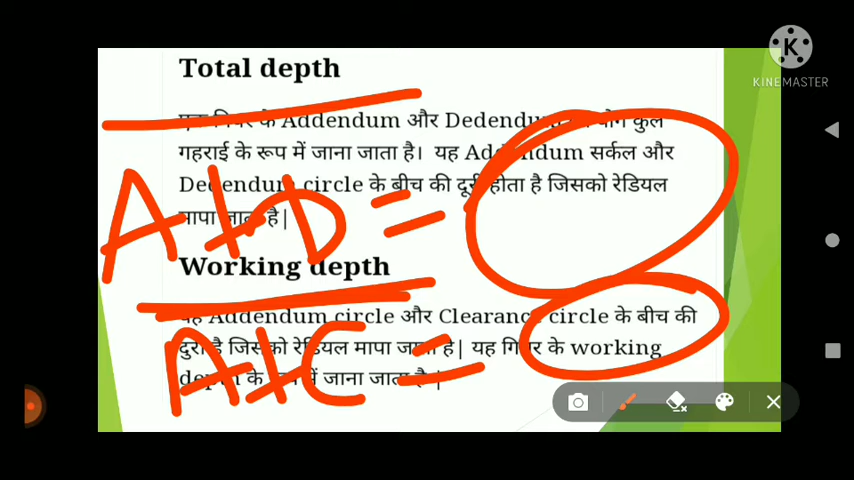 KINEMASTER
Total depth
एक गियर के Addendum और Dedendum का योग कुल
गहराई के रूप में जाना जाता है। यह Addendum सर्कल और
Dedendum circle के बीच की दूरी होता है जिसको रेडियल
मापा जाता है|
A+D=
Working depth
यह Addendum circle और Clearance circle के बीच की
दुरी है जिसको रेडियल मापा जाता है| यह गियर के working
depth के रूप में जाना जाता है |
A+C=